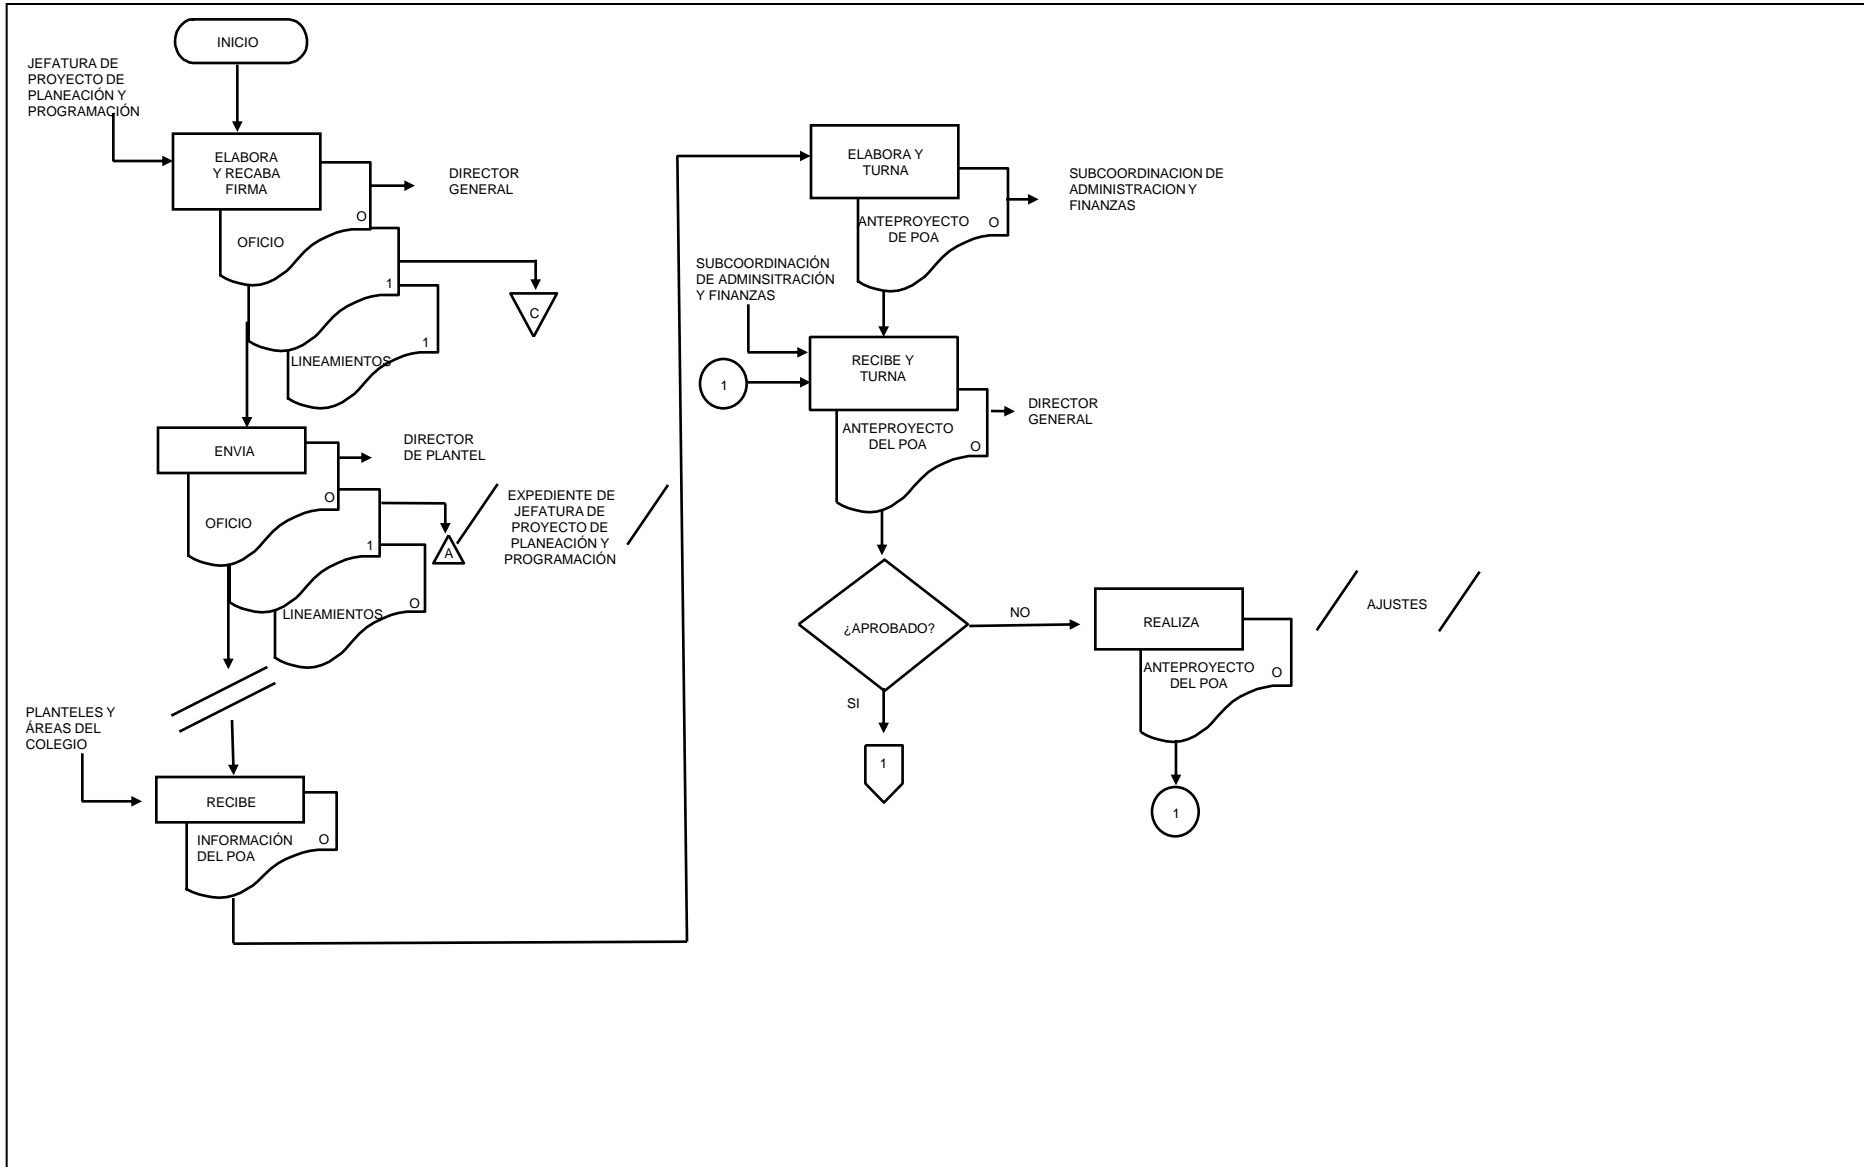 INICIO
JEFATURA DE
PROYECTO DE
PLANEACIÓN Y
PROGRAMACIÓN
ELABORA
Y RECABA
FIRMA
DIRECTOR
GENERAL
O
OFICIO
1
C
1
LINEAMIENTOS
ENVIA
DIRECTOR
DE PLANTEL
O
OFICIO
1
A
EXPEDIENTE DE
JEFATURA DE
PROYECTO DE
PLANEACIÓN Y
PROGRAMACIÓN
O
LINEAMIENTOS
PLANTELES Y
ÁREAS DEL
COLEGIO
RECIBE
INFORMACIÓN
DEL POA
O
ELABORA Y
TURNA
SUBCOORDINACION DE
ADMINISTRACION Y
FINANZAS
ANTEPROYECTO
DE POA
O
SUBCOORDINACIÓN
DE ADMINSITRACIÓN
Y FINANZAS
RECIBE Y
TURNA
1
DIRECTOR
GENERAL
ANTEPROYECTO
DEL POA
O
¿APROBADO?
NO
REALIZA
AJUSTES
ANTEPROYECTO
DEL POA
O
SI
1
1